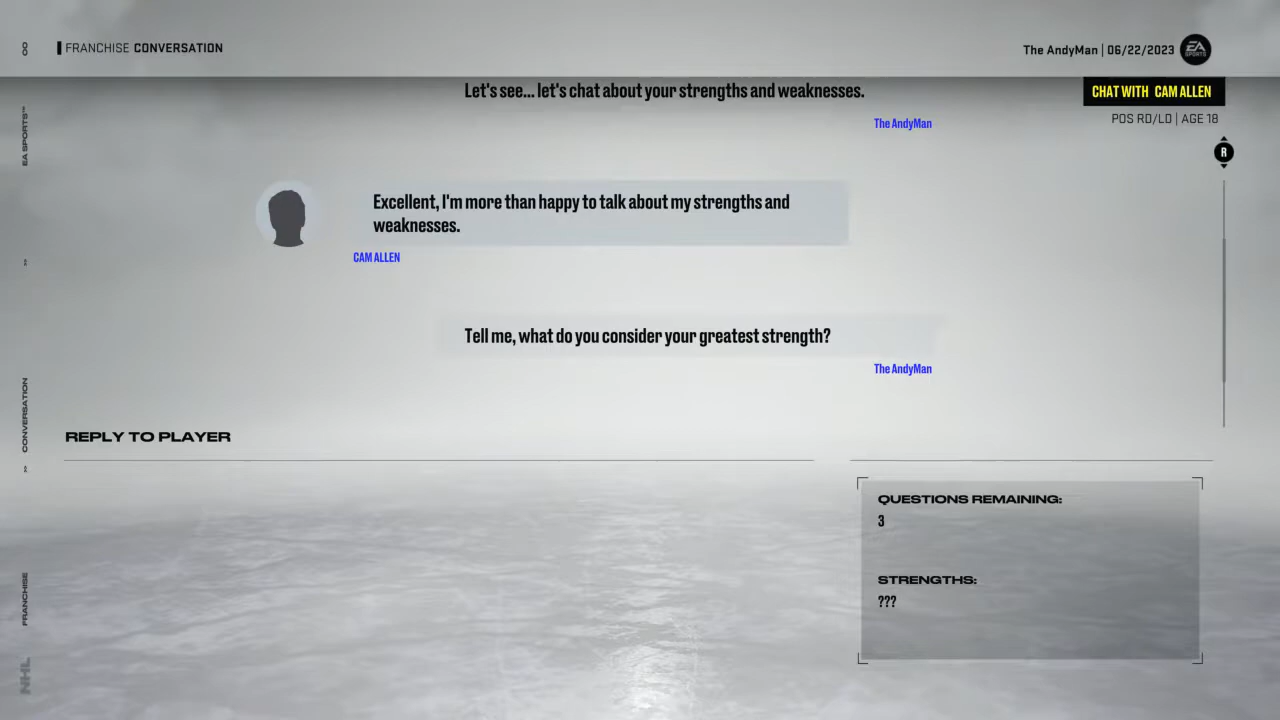 FRANCHISE CONVERSATION
The AndyMan | 06/22/2023
EA SPORTS
Let's see... let's chat about your strengths and weaknesses.
The AndyMan
CHAT WITH CAM ALLEN
POS RD/LD | AGE 18
R
Excellent, I'm more than happy to talk about my strengths and
weaknesses.
CAM ALLEN
Tell me, what do you consider your greatest strength?
The AndyMan
REPLY TO PLAYER
QUESTIONS REMAINING:
3
STRENGTHS:
???
EA SPORTS™
CONVERSATION
FRANCHISE
NHL